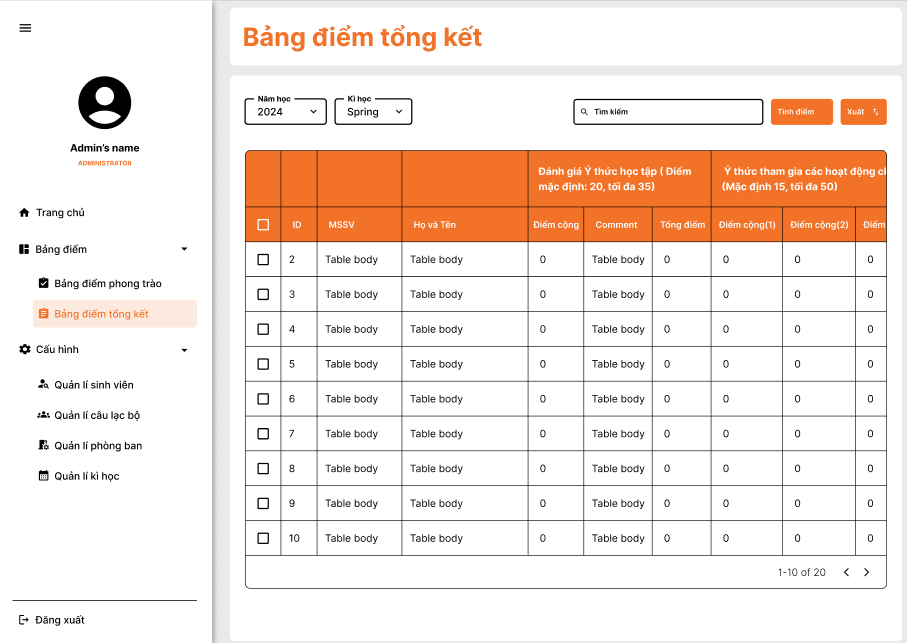 Admin's name
ADMINISTRATOR
Trang chủ
Bảng điểm
Bảng điểm phong trào
Bảng điểm tổng kết
Cấu hình
Quản lí sinh viên
Quản lí câu lạc bộ
Quản lí phòng ban
Quản lí kì học
Đăng xuất
Bảng điểm tổng kết
Năm học
2024
Kì học
Spring
Tìm kiếm
Tính điểm
Xuất
Đánh giá Ý thức học tập ( Điểm
mặc định: 20, tối đa 35)
Ý thức tham gia các hoạt động
(Mặc định 15, tối đa 50)
ID MSSV Họ và Tên Điểm cộng Comment Tổng điểm Điểm cộng(1) Điểm cộng(2) Điểm
2 Table body Table body 0 Table body 0 0 0 0
3 Table body Table body 0 Table body 0 0 0 0
4 Table body Table body 0 Table body 0 0 0 0
5 Table body Table body 0 Table body 0 0 0 0
6 Table body Table body 0 Table body 0 0 0 0
7 Table body Table body 0 Table body 0 0 0 0
8 Table body Table body 0 Table body 0 0 0 0
9 Table body Table body 0 Table body 0 0 0 0
10 Table body Table body 0 Table body 0 0 0 0
1-10 of 20